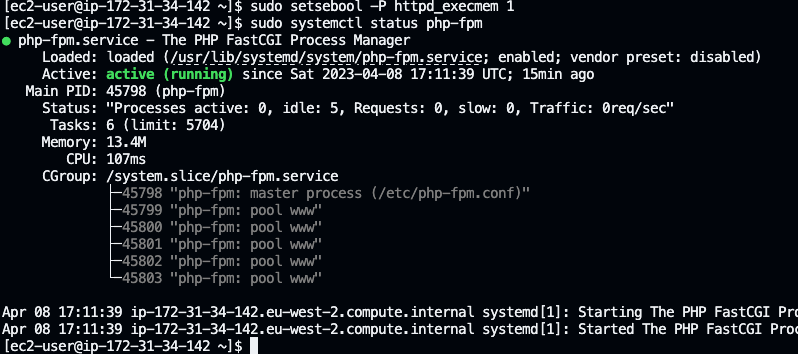 [ec2-user@ip-172-31-34-142 ~]$ sudo setsebool -P httpd_execmem 1
[ec2-user@ip-172-31-34-142 ~]$ sudo systemctl status php-fpm
● php-fpm.service - The PHP FastCGI Process Manager
Loaded: loaded (/usr/lib/systemd/system/php-fpm.service; enabled; vendor preset: disabled)
Active: active (running) since Sat 2023-04-08 17:11:39 UTC; 15min ago
Main PID: 45798 (php-fpm)
Status: "Processes active: 0, idle: 5, Requests: 0, slow: 0, Traffic: 0req/sec"
Tasks: 6 (limit: 5704)
Memory: 13.4M
CPU: 107ms
CGroup: /system.slice/php-fpm.service
├─45798 "php-fpm: master process (/etc/php-fpm.conf)"
├─45799 "php-fpm: pool www"
├─45800 "php-fpm: pool www"
├─45801 "php-fpm: pool www"
├─45802 "php-fpm: pool www"
└─45803 "php-fpm: pool www"
Apr 08 17:11:39 ip-172-31-34-142.eu-west-2.compute.internal systemd[1]: Starting The PHP FastCGI Pro
Apr 08 17:11:39 ip-172-31-34-142.eu-west-2.compute.internal systemd[1]: Started The PHP FastCGI Proc
[ec2-user@ip-172-31-34-142 ~]$